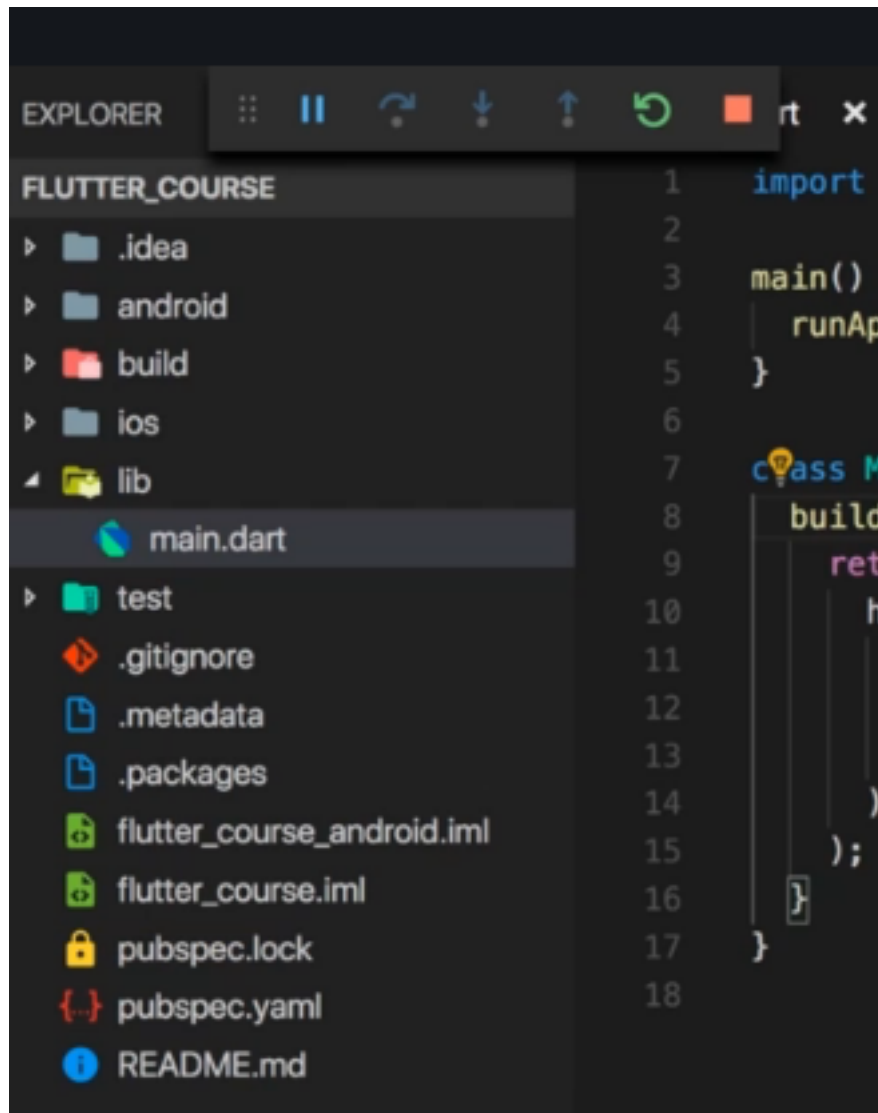 EXPLORER
rt
FLUTTER_COURSE
.idea
android
build
ios
lib
main.dart
test
.gitignore
.metadata
.packages
flutter_course_android.iml
flutter_course.iml
pubspec.lock
pubspec.yaml
README.md
1 import
2
3 main()
4 runAp
5 }
6
7 c ass M
8 build
9 ret
10 h
11
12
13
14 )
15 );
16 }
17 }
18